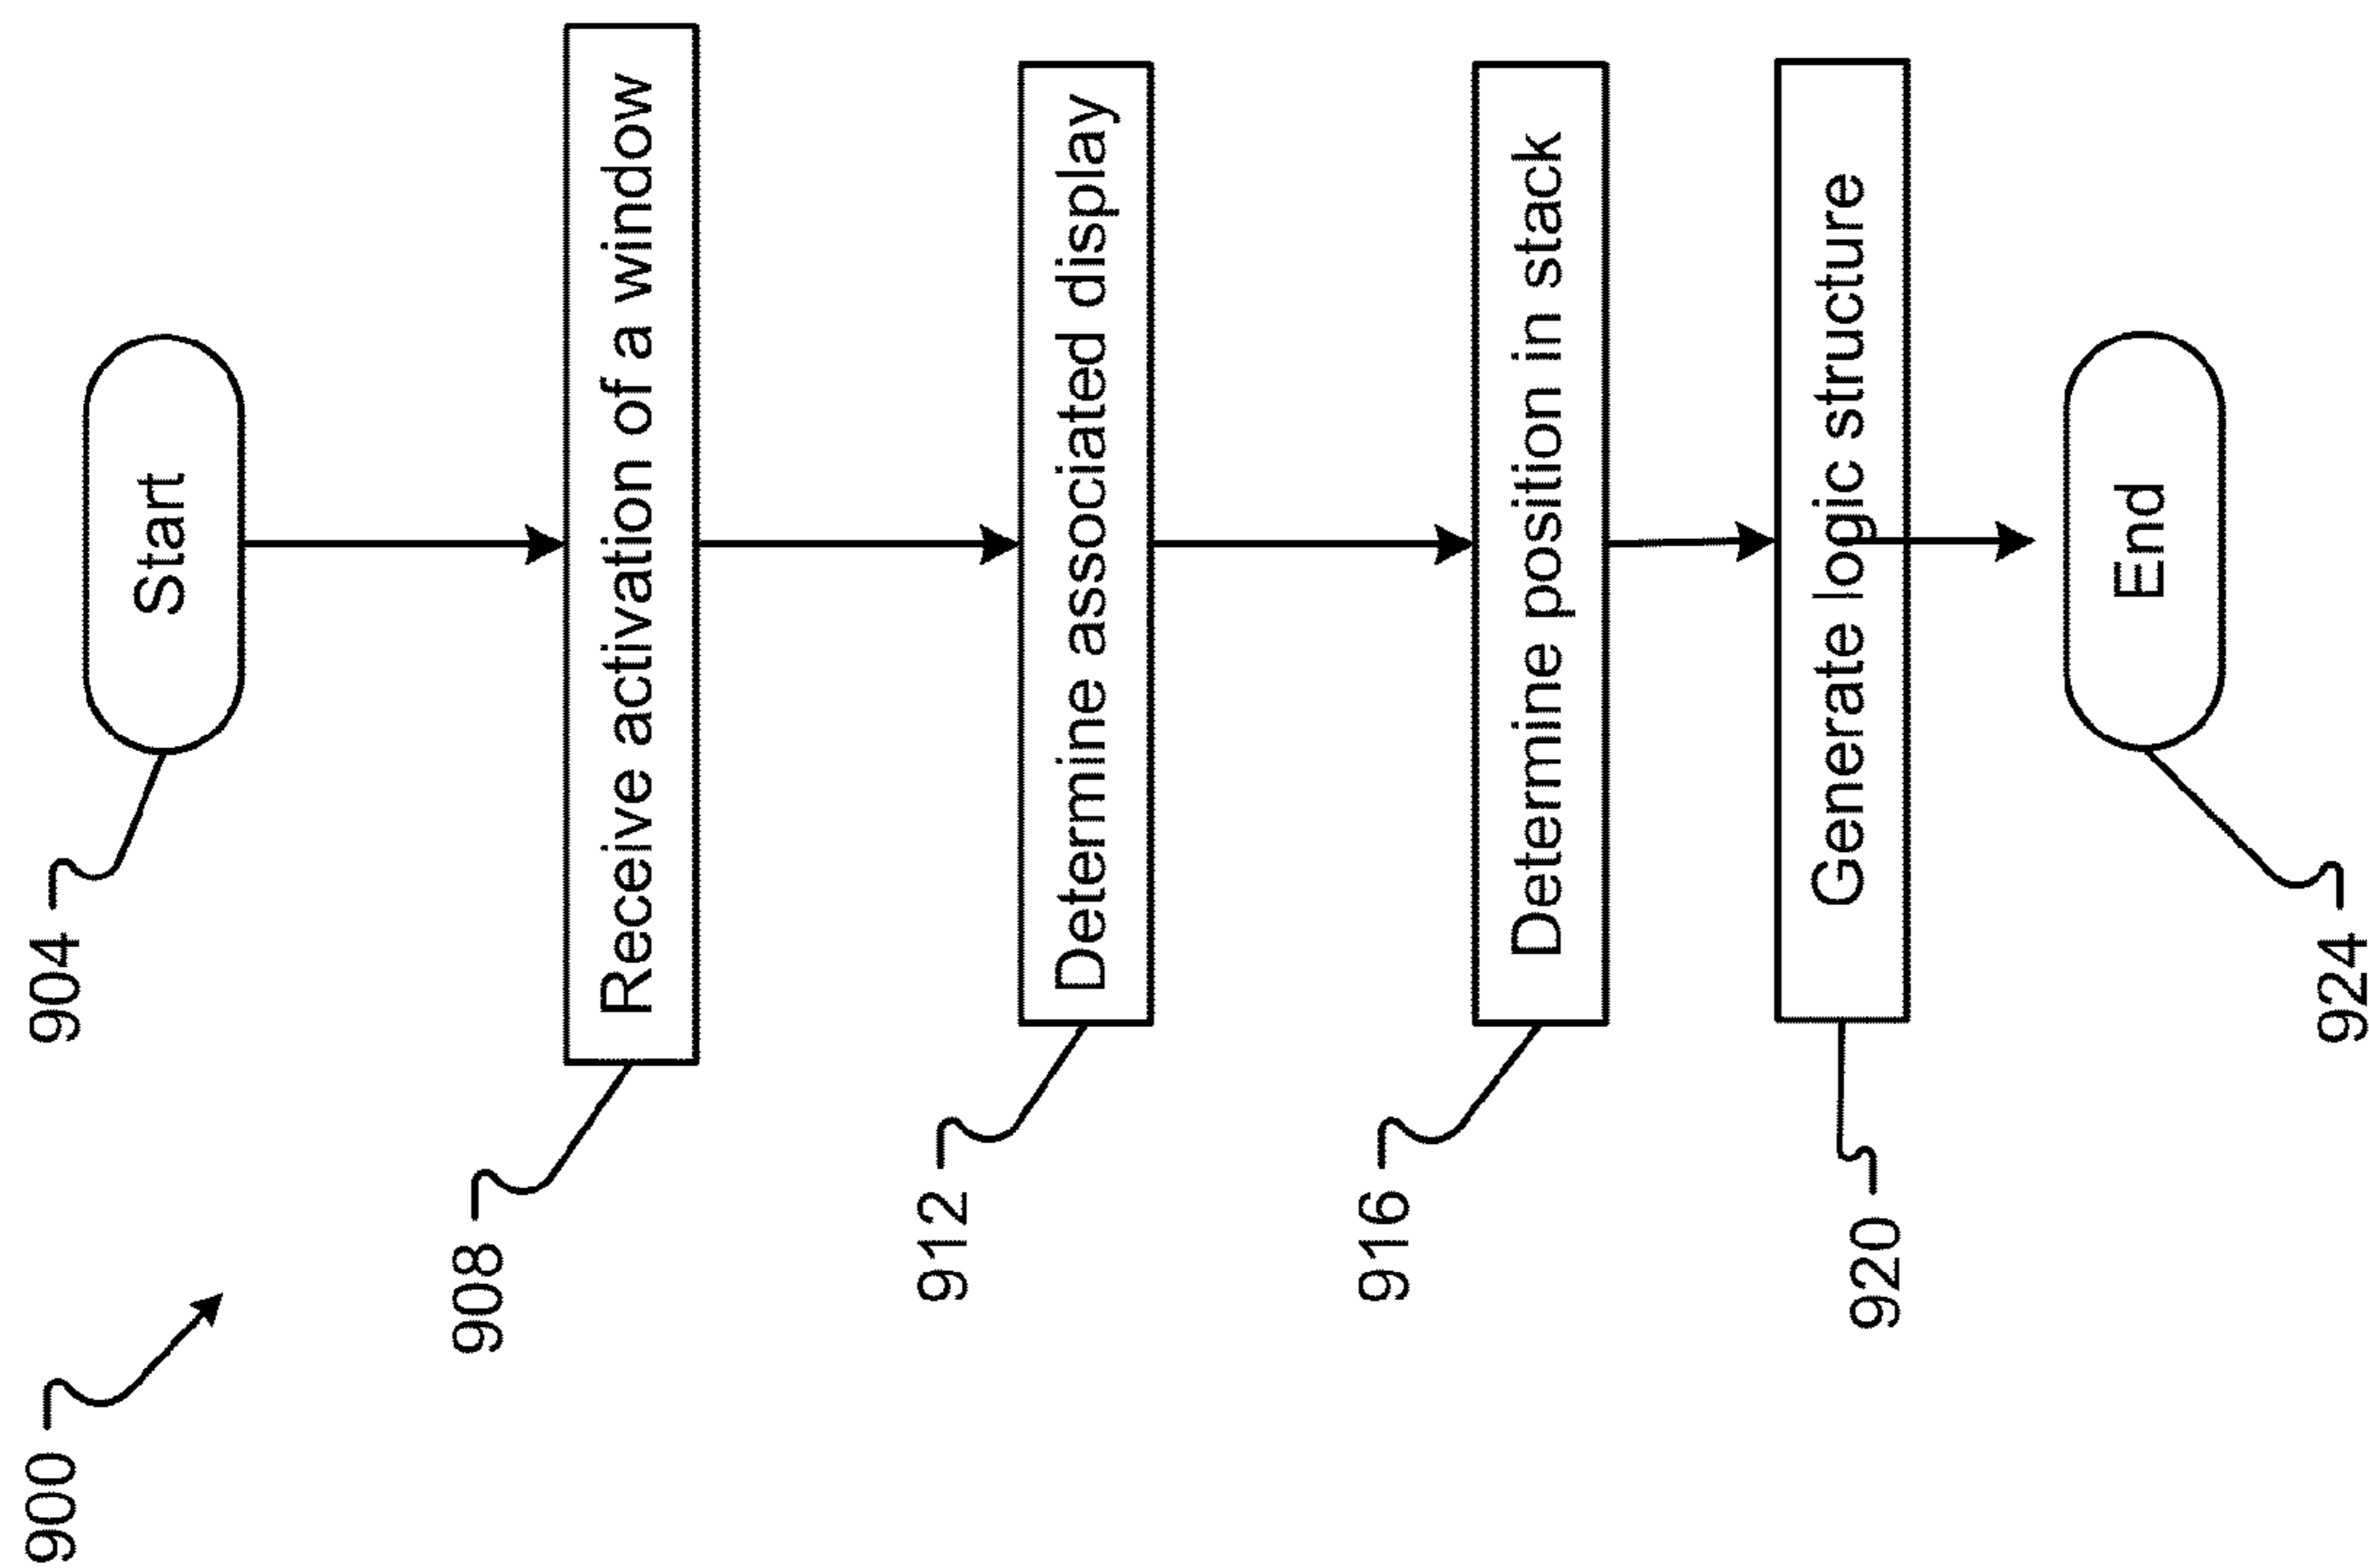 900
904
Start
908
Receive activation of a window
912
Determine associated display
916
Determine position in stack
920
Generate logic structure
924
End